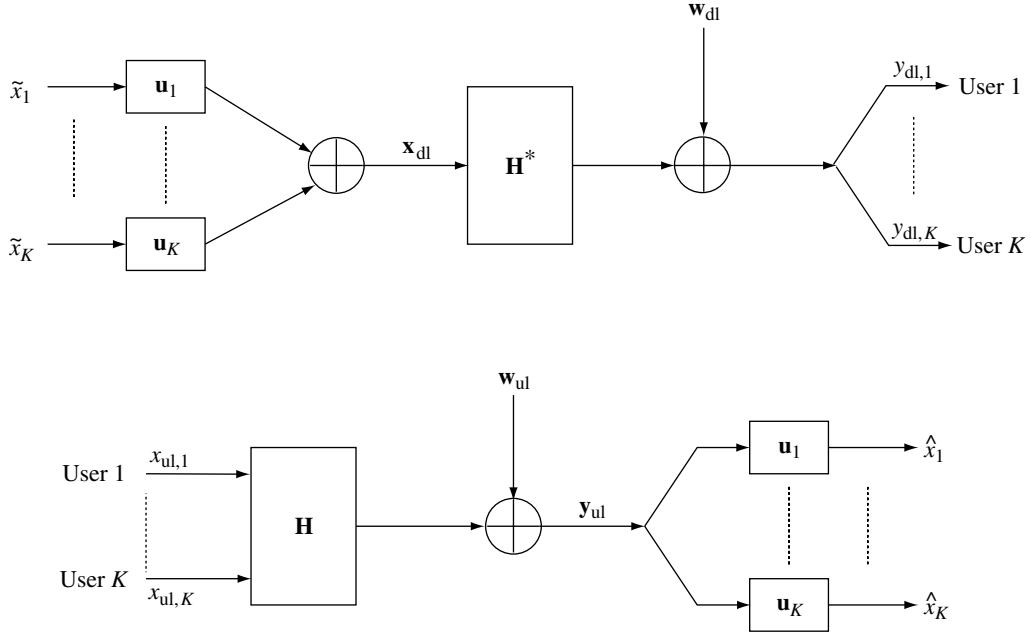 w_dl
x̃_1 u_1 y_dl,1 User 1
x_dl H*
x̃_K u_K y_dl,K User K
w_ul
User 1 x_ul,1 u_1 x̂_1
H y_ul
User K x_ul,K u_K x̂_K